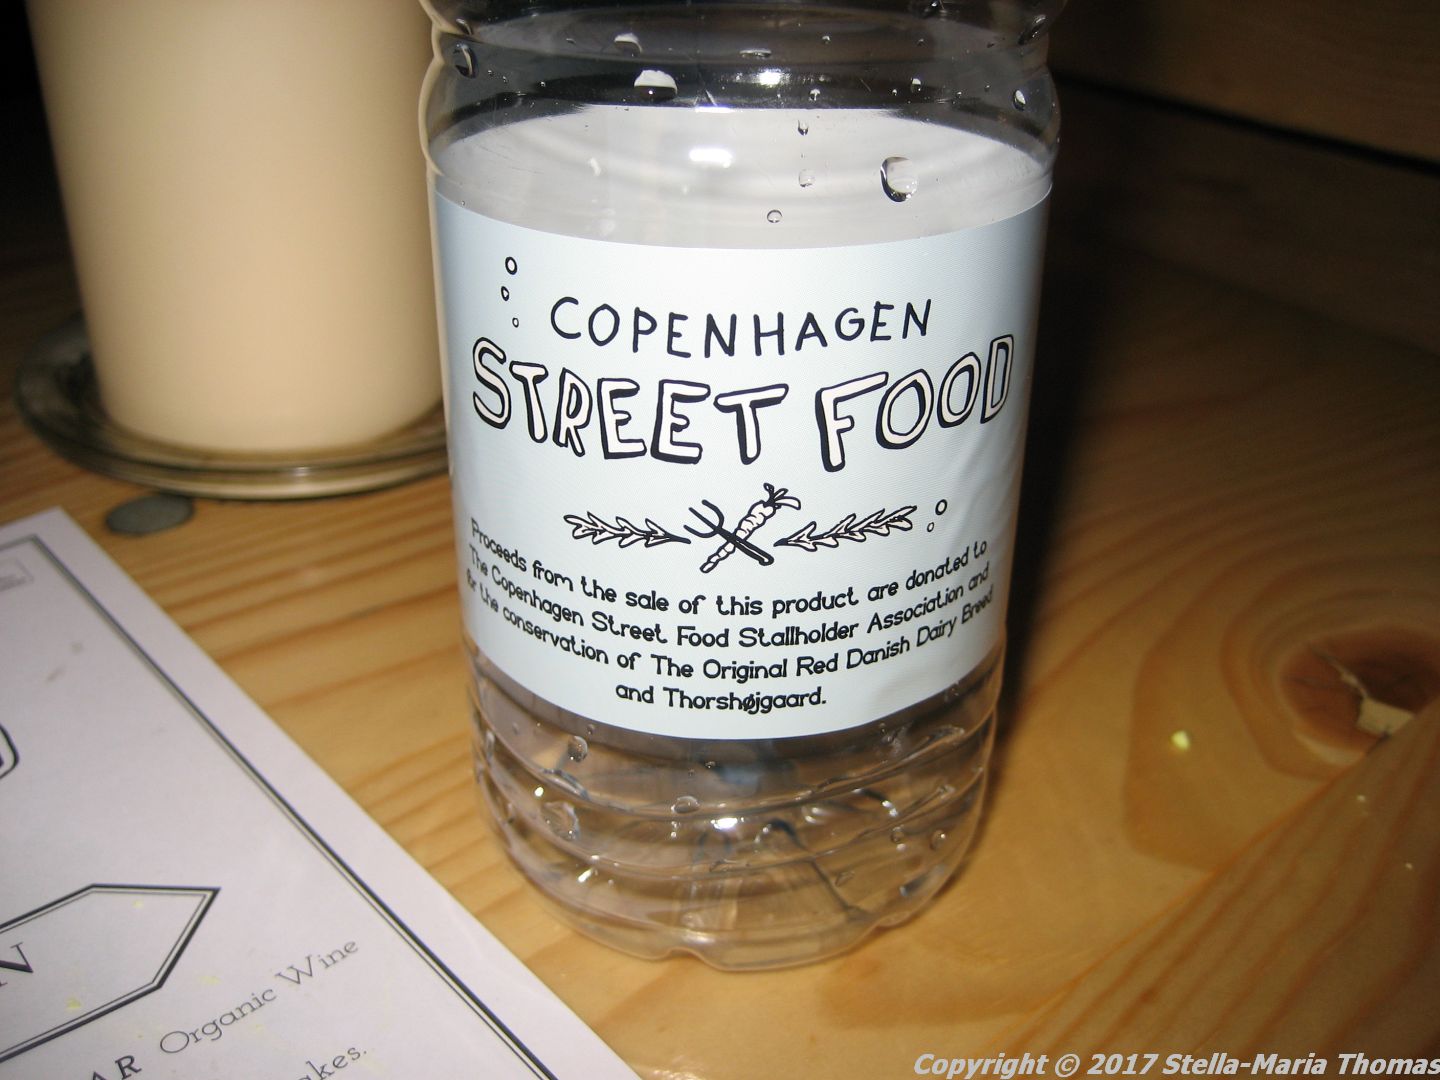 COPENHAGEN
STREET FOOD
Proceeds from the sale of this product are donated to
The Copenhagen Street Food Stallholder Association and
for the conservation of The Original Red Danish Dairy Breed
and Thorshøjgaard.
N
AR Organic Wine
akes.
Copyright © 2017 Stella-Maria Thomas